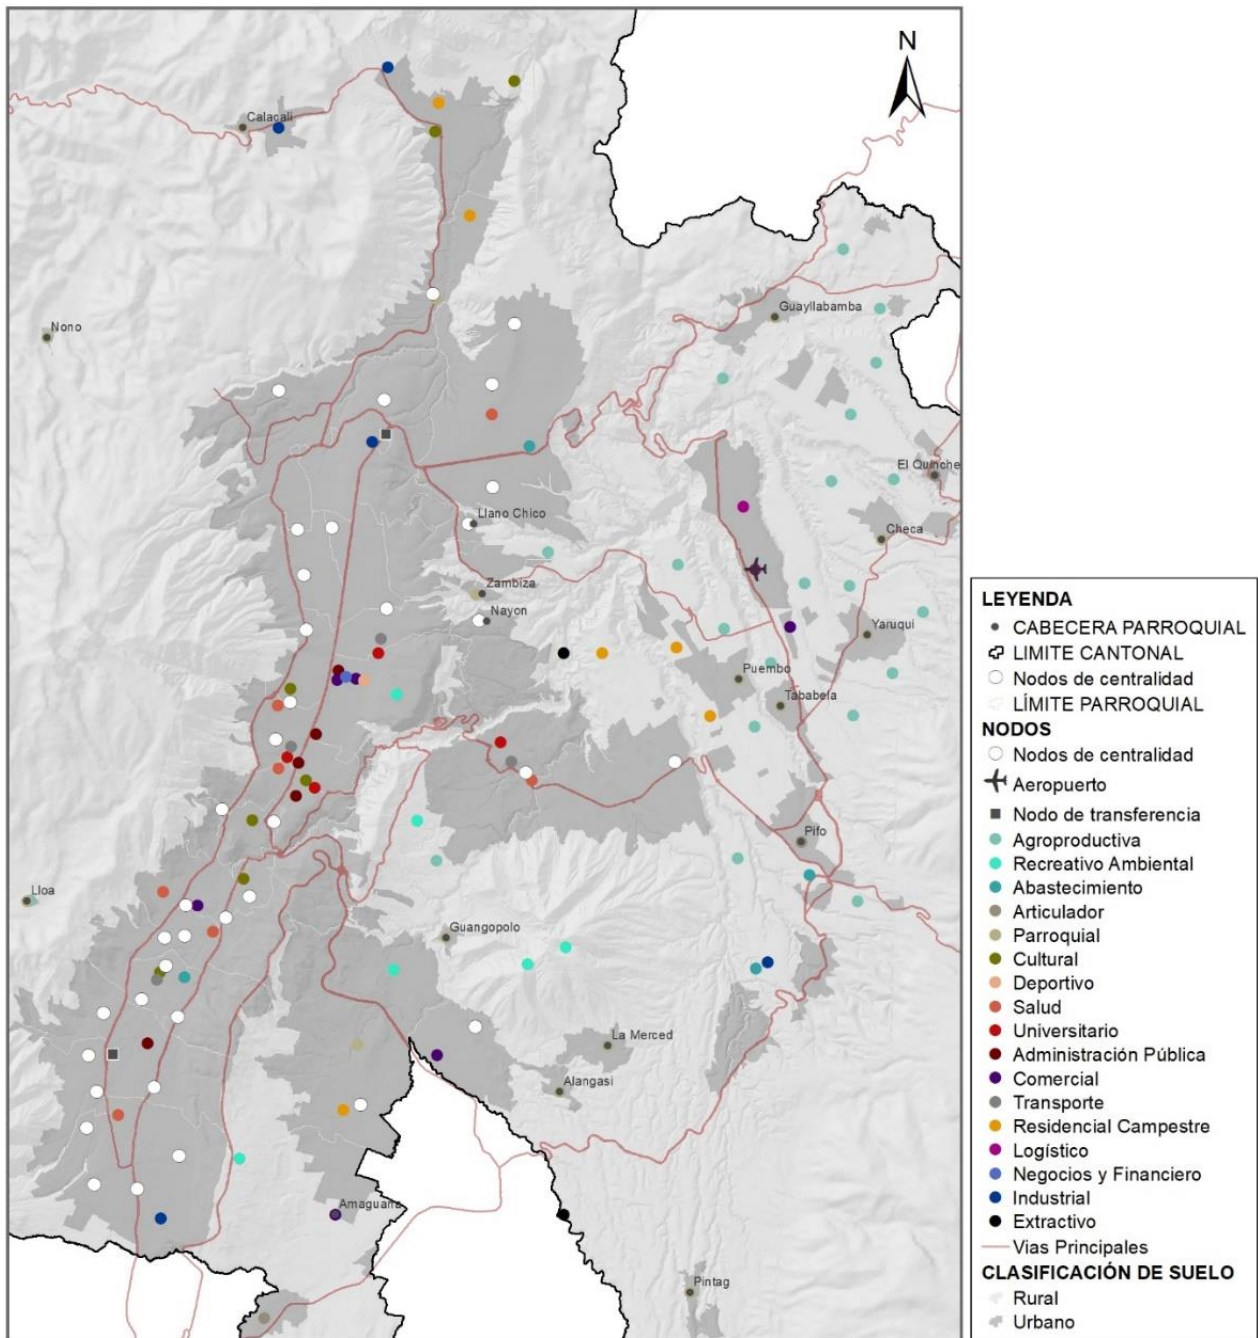 N
Calacali
Nono
Guayllabamba
El Quinche
Llano Chico
Checa
Zambiza
Nayon
Yaruqui
Puembo
Tababela
Pifo
Lloa
Guangopolo
La Merced
Alangasi
Amaguaña
Pintag
LEYENDA
CABECERA PARROQUIAL
LIMITE CANTONAL
Nodos de centralidad
LÍMITE PARROQUIAL
NODOS
Nodos de centralidad
Aeropuerto
Nodo de transferencia
Agroproductiva
Recreativo Ambiental
Abastecimiento
Articulador
Parroquial
Cultural
Deportivo
Salud
Universitario
Administración Pública
Comercial
Transporte
Residencial Campestre
Logístico
Negocios y Financiero
Industrial
Extractivo
Vias Principales
CLASIFICACIÓN DE SUELO
Rural
Urbano